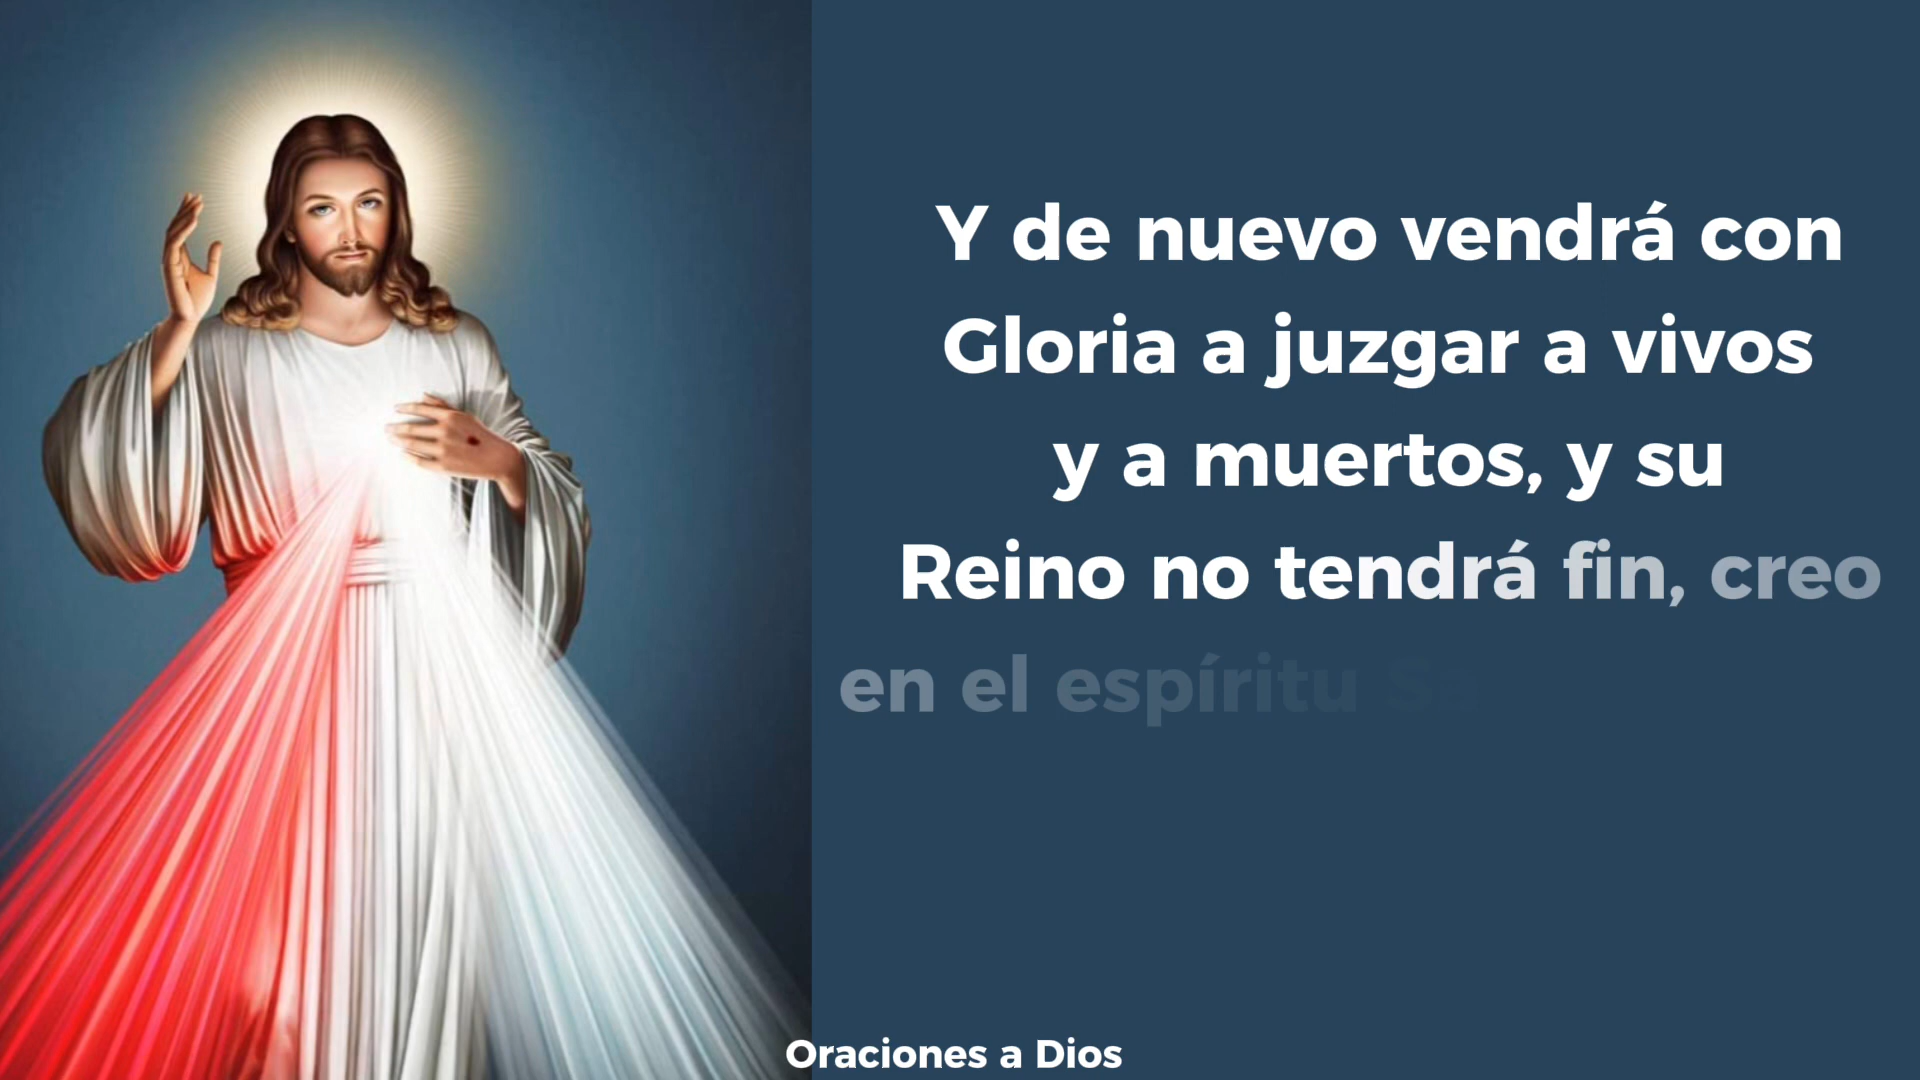 Y de nuevo vendrá con
Gloria a juzgar a vivos
y a muertos, y su
Reino no tendrá fin, creo
en el espíritu Sa
Oraciones a Dios